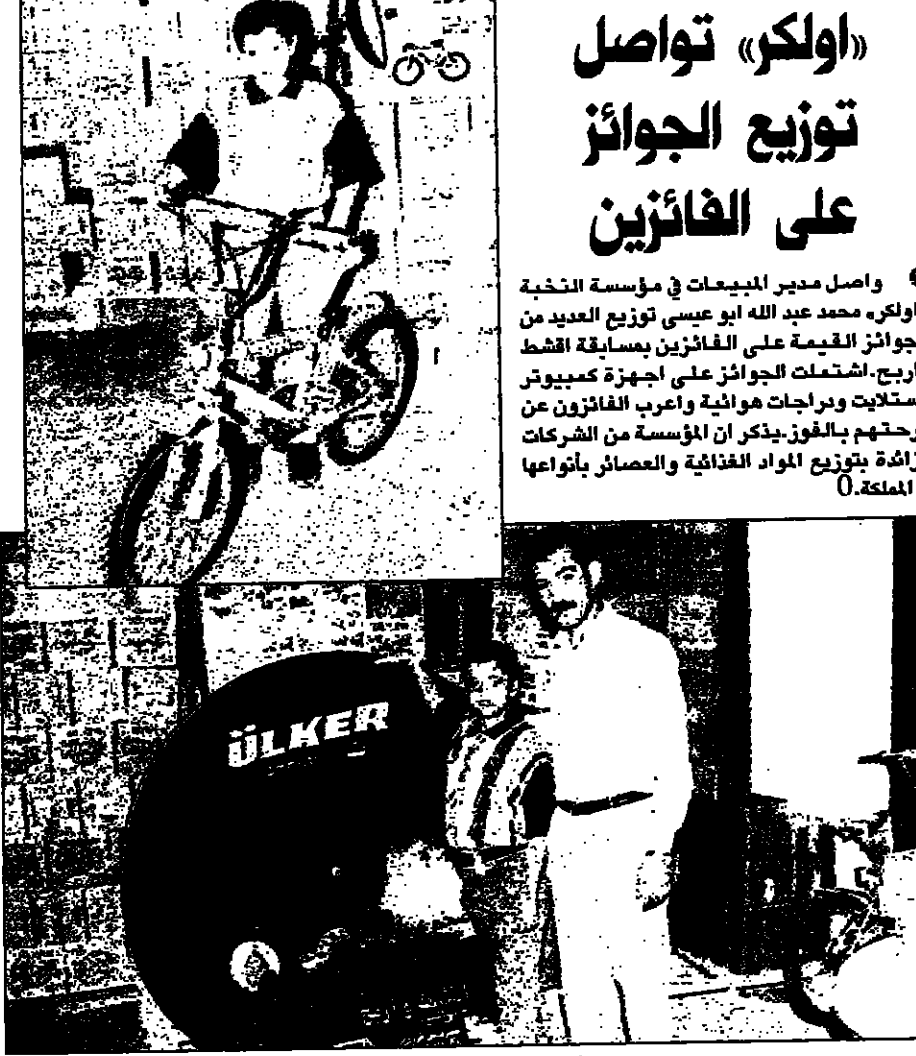 «اولكر» تواصل
توزيع الجوائز
على الفائزين
واصل مدير المبيعات في مؤسسة النخبة
اولكر» محمد عبد الله ابو عيسى توزيع العديد من
جوائز القيمة على الفائزين بمسابقة اقشط
اربح.اشتملت الجوائز على اجهزة كمبيوتر
ستلايت ودراجات هوائية واعرب الفائزون عن
رحتهم بالفوز.يذكر ان المؤسسة من الشركات
رائدة بتوزيع المواد الغذائية والعصائر بأنواعها
المملكة.0
ÜLKER